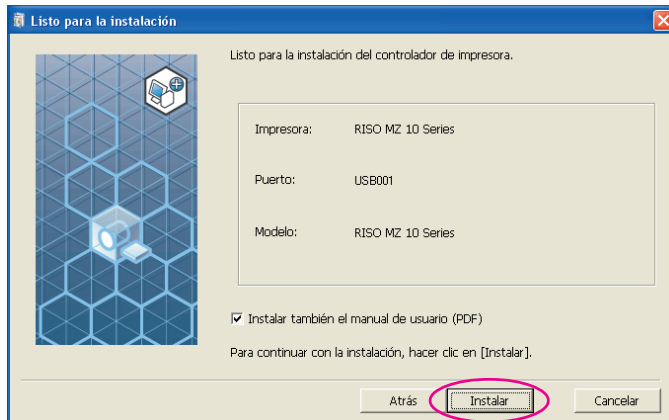 Listo para la instalación
Listo para la instalación del controlador de impresora.
Impresora: RISO MZ 10 Series
Puerto: USB001
Modelo: RISO MZ 10 Series
Instalar también el manual de usuario (PDF)
Para continuar con la instalación, hacer clic en [Instalar].
Atrás Instalar Cancelar